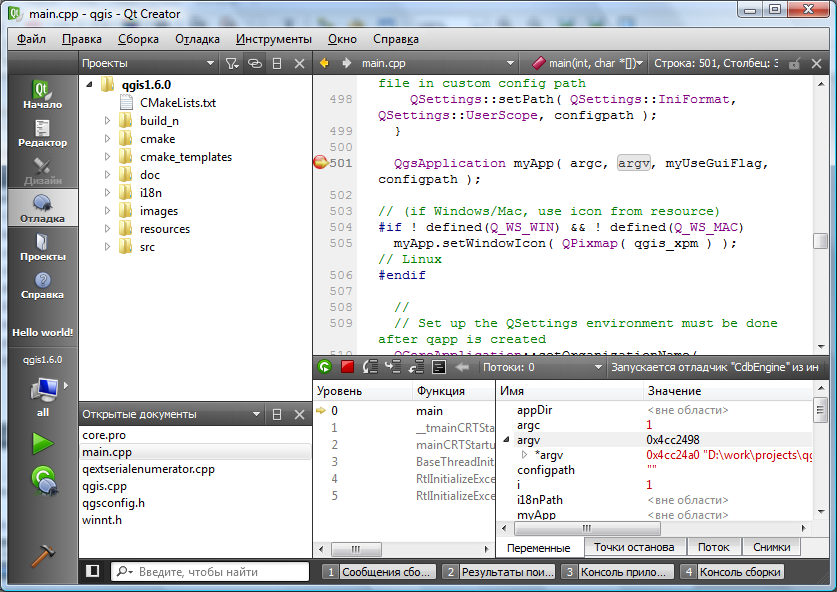 main.cpp - qgis - Qt Creator
Файл Правка Сборка Отладка Инструменты Окно Справка
Проекты
main.cpp
main(int, char *[])
Строка: 501, Столбец: 3
Qt
Начало
Редактор
Дизайн
Отладка
Проекты
Справка
Hello world!
qgis1.6.0
all
qgis1.6.0
CMakeLists.txt
build_n
cmake
cmake_templates
doc
i18n
images
resources
src
file in custom config path
498 QSettings::setPath( QSettings::IniFormat,
QSettings::UserScope, configpath );
499 }
500
501 QgsApplication myApp( argc, argv, myUseGuiFlag,
configpath );
502
503 // (if Windows/Mac, use icon from resource)
504 #if ! defined(Q_WS_WIN) && ! defined(Q_WS_MAC)
505 myApp.setWindowIcon( QPixmap( qgis_xpm ) );
// Linux
506 #endif
507
508 //
509 // Set up the QSettings environment must be done
after qapp is created
510 QCoreApplication::setOrganizationName(
Открытые документы
core.pro
main.cpp
qextserialenumerator.cpp
qgis.cpp
qgsconfig.h
winnt.h
Потоки: 0
Запускается отладчик "CdbEngine" из ин
Уровень Функция
0 main
1 __tmainCRTSta
2 mainCRTStartu
3 BaseThreadInit
4 RtlInitializeExce
5 RtlInitializeExce
Имя Значение
appDir <вне области>
argc 1
argv 0x4cc2498
*argv 0x4cc24a0 "D:\work\projects\qg
configpath ""
i 1
i18nPath <вне области>
myApp <вне области>
Переменные Точки останова Поток Снимки
Введите, чтобы найти
1 Сообщения сбо...
2 Результаты пои...
3 Консоль прило...
4 Консоль сборки